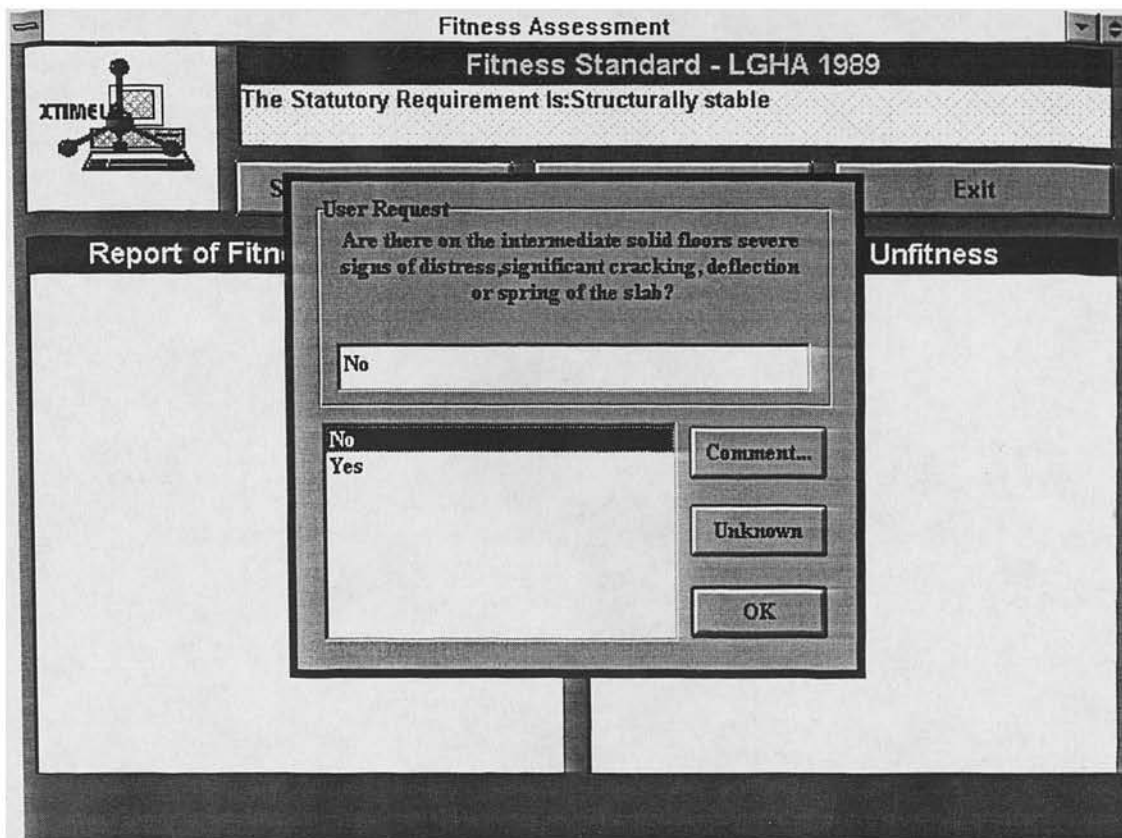 Fitness Assessment
Fitness Standard - LGHA 1989
XTIMEL
The Statutory Requirement Is:Structurally stable
S
Exit
Report of Fitn
Unfitness
User Request
Are there on the intermediate solid floors severe
signs of distress,significant cracking, deflection
or spring of the slab?
No
No
Yes
Comment...
Unknown
OK